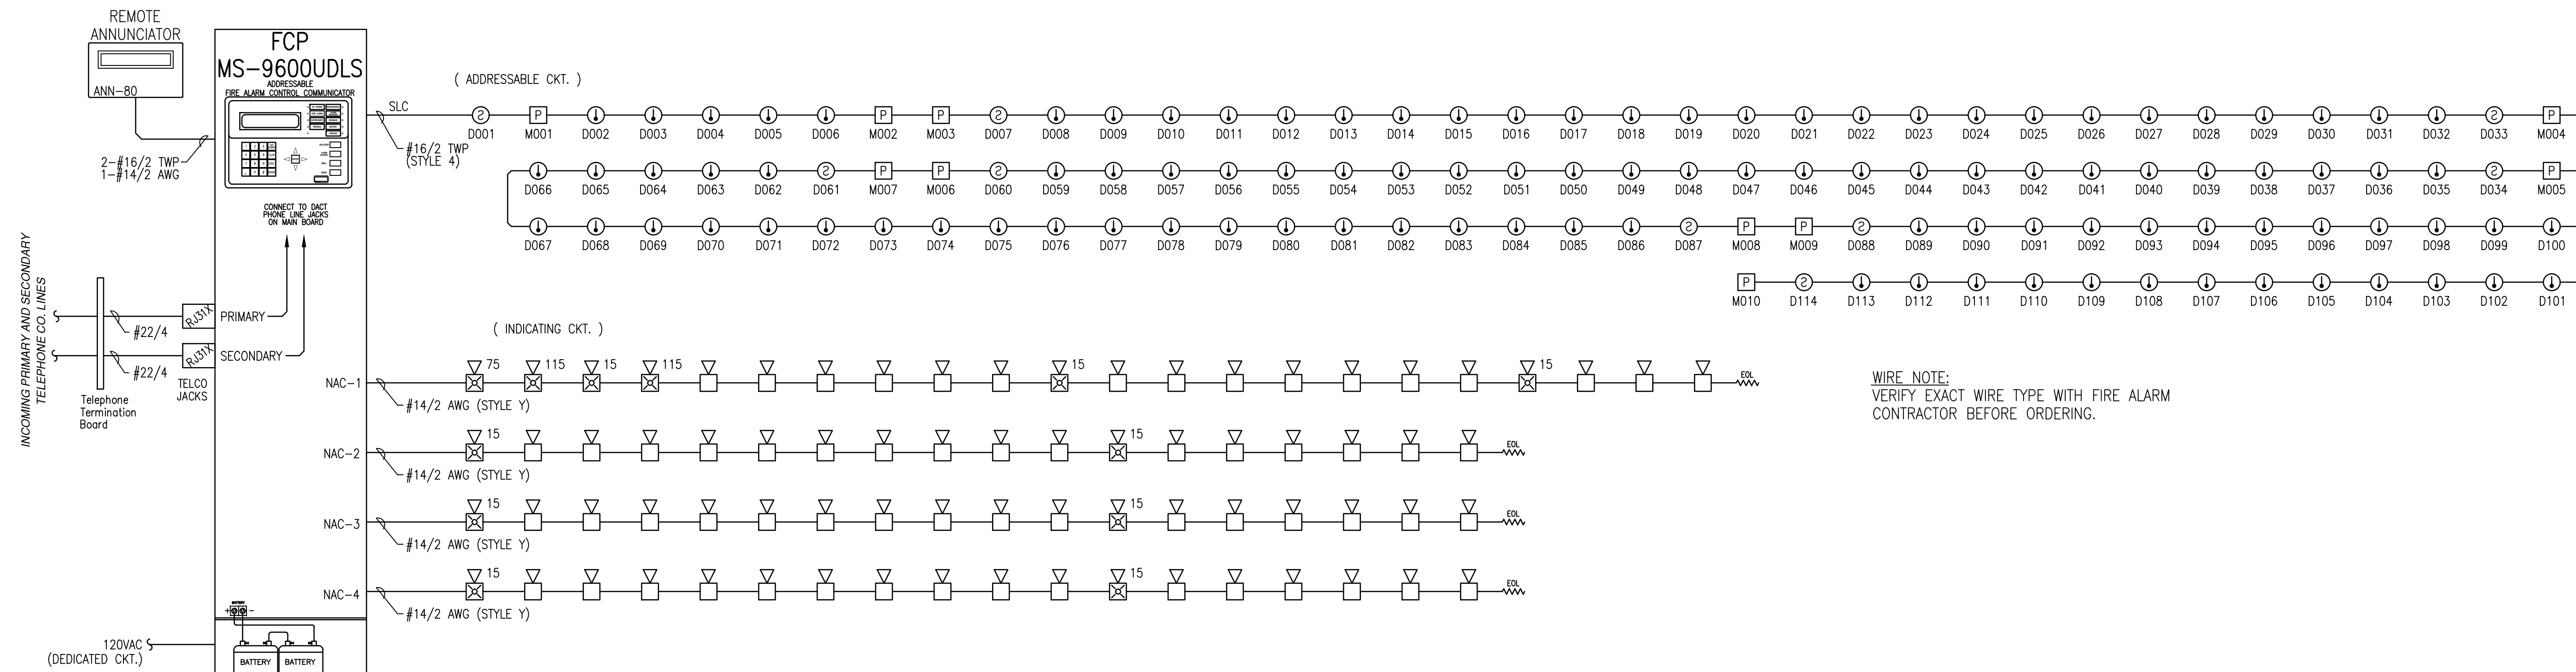 REMOTE
ANNUNCIATOR
ANN-80
2-#16/2 TWP
1-#14/2 AWG
FCP
MS-9600UDLS
ADDRESSABLE
FIRE ALARM CONTROL COMMUNICATOR
CONNECT TO DACT
PHONE LINE JACKS
ON MAIN BOARD
INCOMING PRIMARY AND SECONDARY
TELEPHONE CO. LINES
#22/4
#22/4
Telephone
Termination
Board
RJ31X
PRIMARY
RJ31X
SECONDARY
TELCO
JACKS
( ADDRESSABLE CKT. )
SLC
#16/2 TWP
(STYLE 4)
S P P P S S P
D001 M001 D002 D003 D004 D005 D006 M002 M003 D007 D008 D009 D010 D011 D012 D013 D014 D015 D016 D017 D018 D019 D020 D021 D022 D023 D024 D025 D026 D027 D028 D029 D030 D031 D032 D033 M004
S P P S S P
D066 D065 D064 D063 D062 D061 M007 M006 D060 D059 D058 D057 D056 D055 D054 D053 D052 D051 D050 D049 D048 D047 D046 D045 D044 D043 D042 D041 D040 D039 D038 D037 D036 D035 D034 M005
S P P S
D067 D068 D069 D070 D071 D072 D073 D074 D075 D076 D077 D078 D079 D080 D081 D082 D083 D084 D085 D086 D087 M008 M009 D088 D089 D090 D091 D092 D093 D094 D095 D096 D097 D098 D099 D100
P S
M010 D114 D113 D112 D111 D110 D109 D108 D107 D106 D105 D104 D103 D102 D101
( INDICATING CKT. )
75 115 15 115 15 15
NAC-1
EOL
#14/2 AWG (STYLE Y)
15 15
NAC-2
EOL
#14/2 AWG (STYLE Y)
15 15
NAC-3
EOL
#14/2 AWG (STYLE Y)
15 15
NAC-4
EOL
#14/2 AWG (STYLE Y)
WIRE NOTE:
VERIFY EXACT WIRE TYPE WITH FIRE ALARM
CONTRACTOR BEFORE ORDERING.
BATTERY
+ -
120VAC
(DEDICATED CKT.)
BATTERY BATTERY